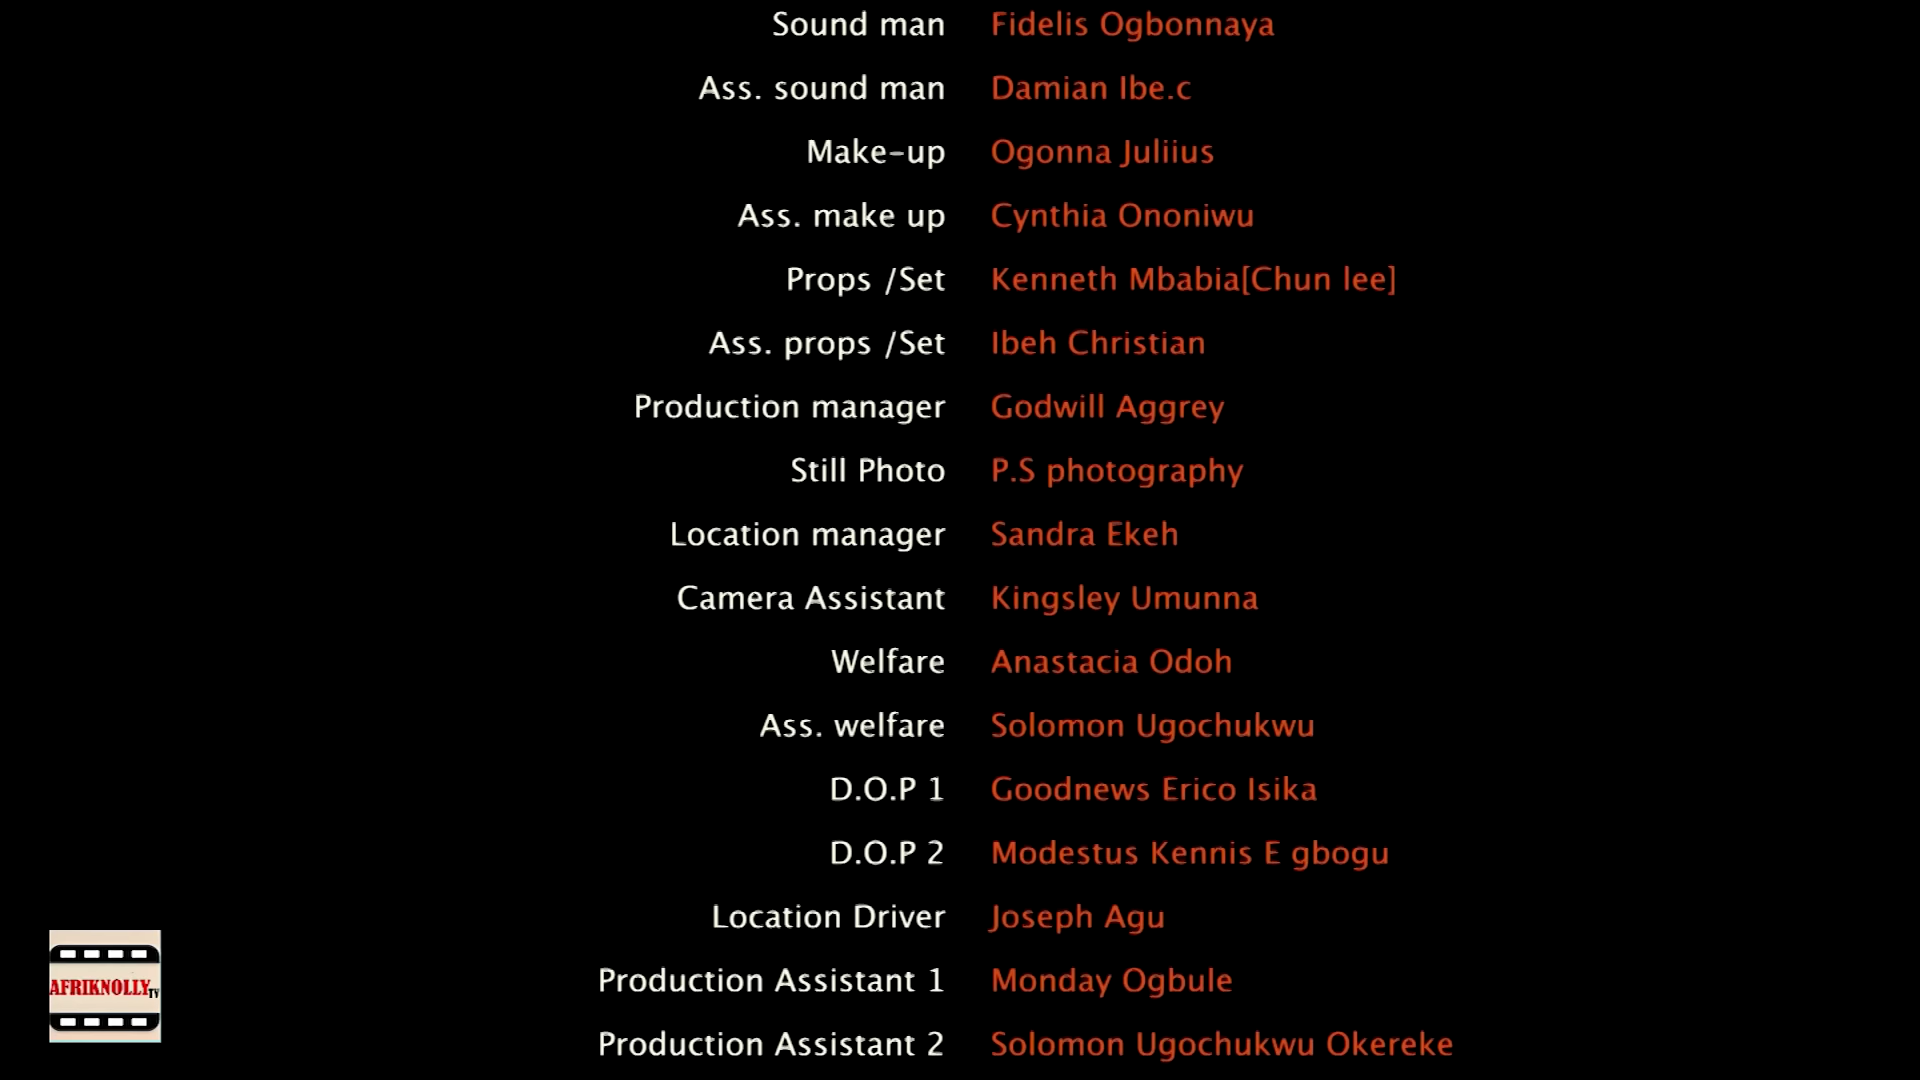 Sound man Fidelis Ogbonnaya
Ass. sound man Damian Ibe.c
Make-up Ogonna Juliius
Ass. make up Cynthia Ononiwu
Props /Set Kenneth Mbabia[Chun lee]
Ass. props /Set Ibeh Christian
Production manager Godwill Aggrey
Still Photo P.S photography
Location manager Sandra Ekeh
Camera Assistant Kingsley Umunna
Welfare Anastacia Odoh
Ass. welfare Solomon Ugochukwu
D.O.P 1 Goodnews Erico Isika
D.O.P 2 Modestus Kennis E gbogu
Location Driver Joseph Agu
Production Assistant 1 Monday Ogbule
Production Assistant 2 Solomon Ugochukwu Okereke
AFRIKNOLLY TV